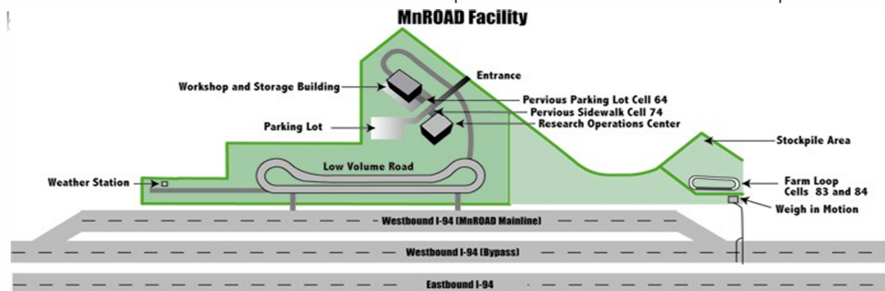 MnROAD Facility
Entrance
Workshop and Storage Building
Pervious Parking Lot Cell 64
Pervious Sidewalk Cell 74
Research Operations Center
Parking Lot
Stockpile Area
Low Volume Road
Weather Station
Farm Loop
Cells 83 and 84
Weigh in Motion
Westbound I-94 (MnROAD Mainline)
Westbound I-94 (Bypass)
Eastbound I-94